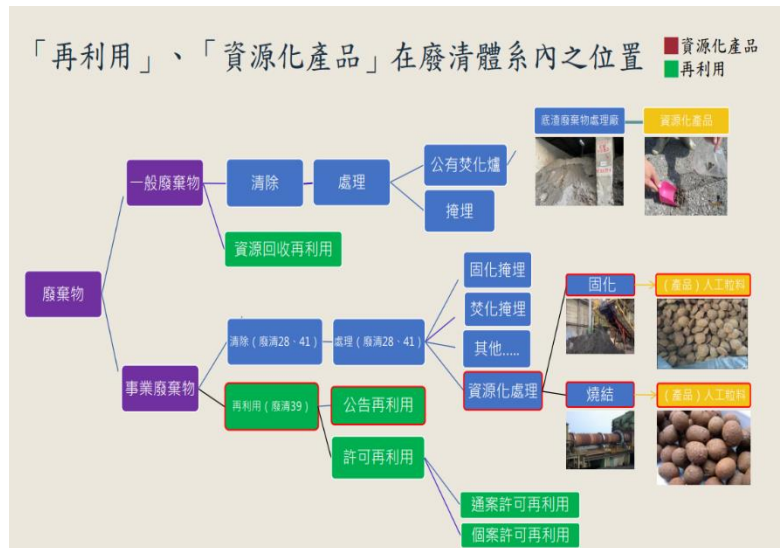 「再利用」、「資源化產品」在廢清體系內之位置
資源化產品
再利用
底渣廢棄物處理廠
資源化產品
公有焚化爐
一般廢棄物
清除
處理
掩埋
資源回收再利用
固化掩埋
廢棄物
焚化掩埋
固化
(產品)人工粒料
清除(廢清28、41)
處理(廢清28、41)
其他.....
事業廢棄物
資源化處理
燒結
(產品)人工粒料
再利用(廢清39)
公告再利用
許可再利用
通案許可再利用
個案許可再利用